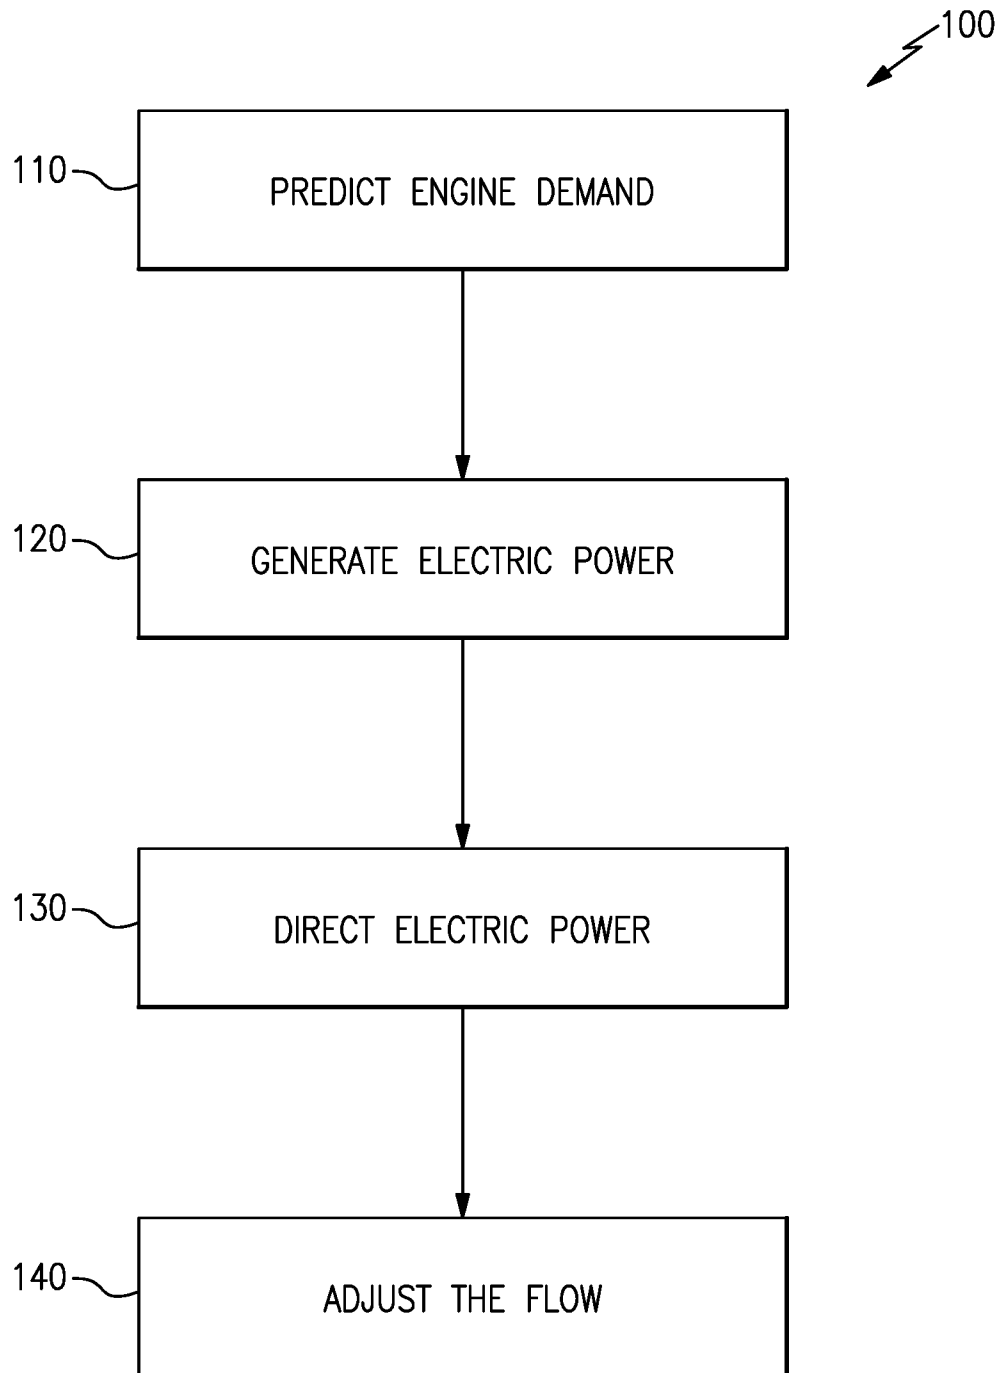 100
110
PREDICT ENGINE DEMAND
120
GENERATE ELECTRIC POWER
130
DIRECT ELECTRIC POWER
140
ADJUST THE FLOW